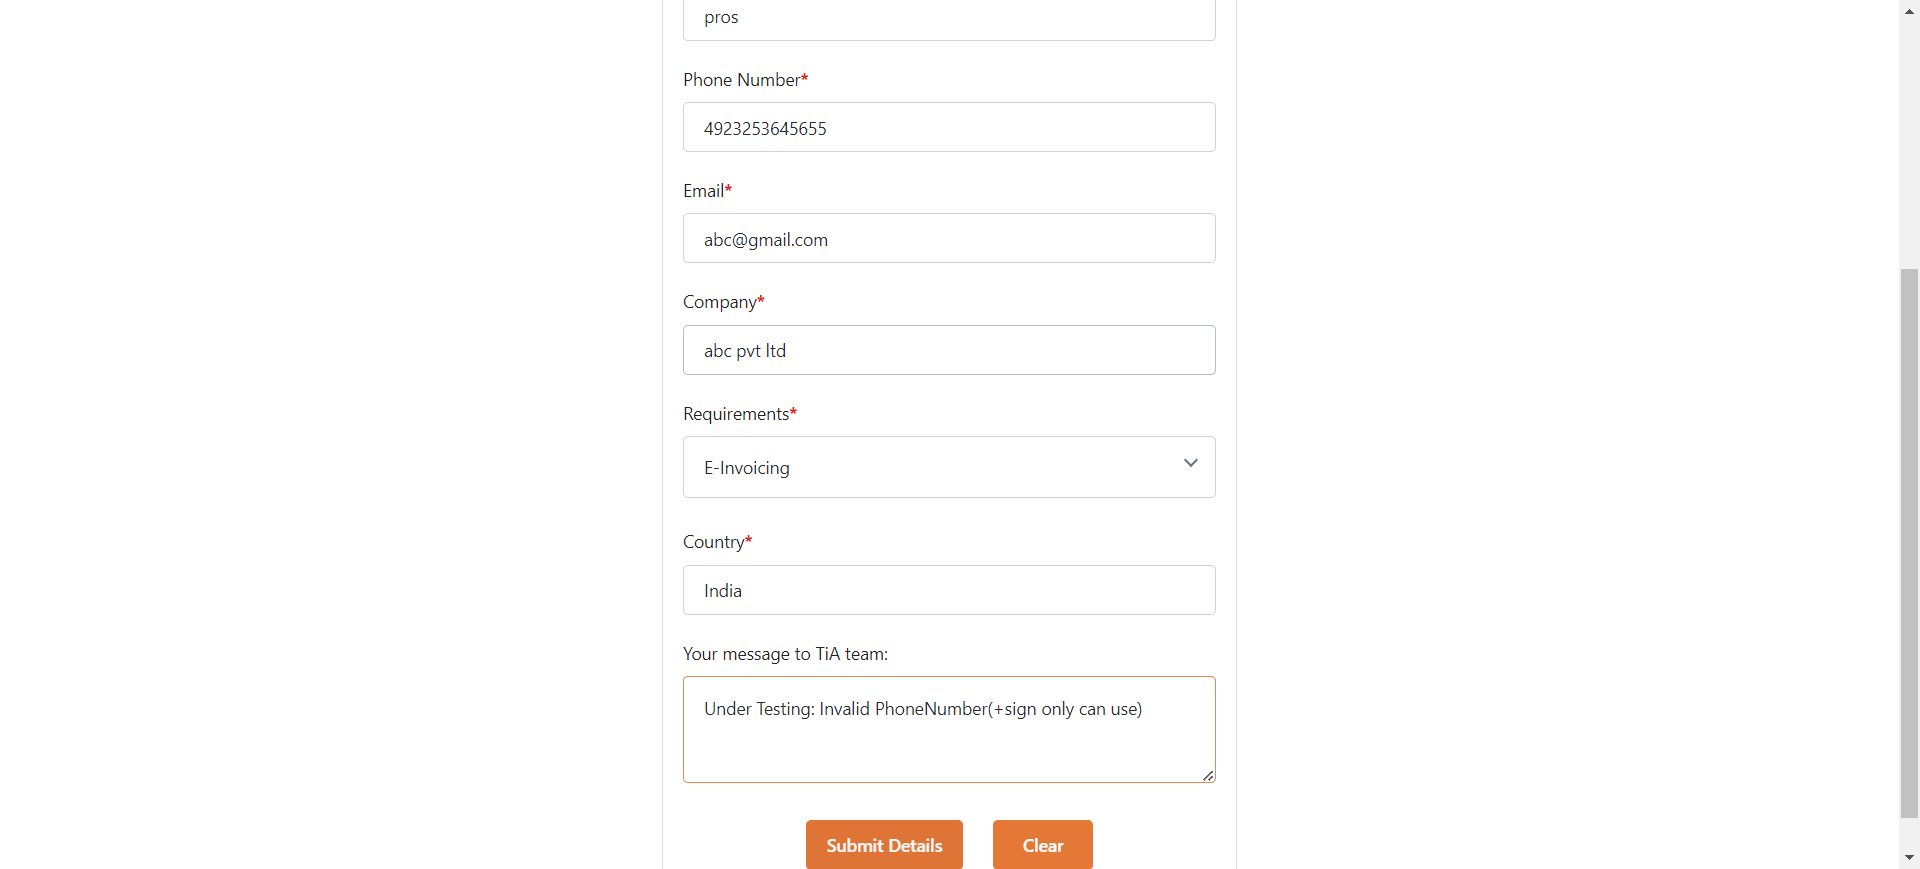 pros
Phone Number*
4923253645655
Email*
abc@gmail.com
Company*
abc pvt ltd
Requirements*
E-Invoicing
Country*
India
Your message to TiA team:
Under Testing: Invalid PhoneNumber(+sign only can use)
Submit Details
Clear